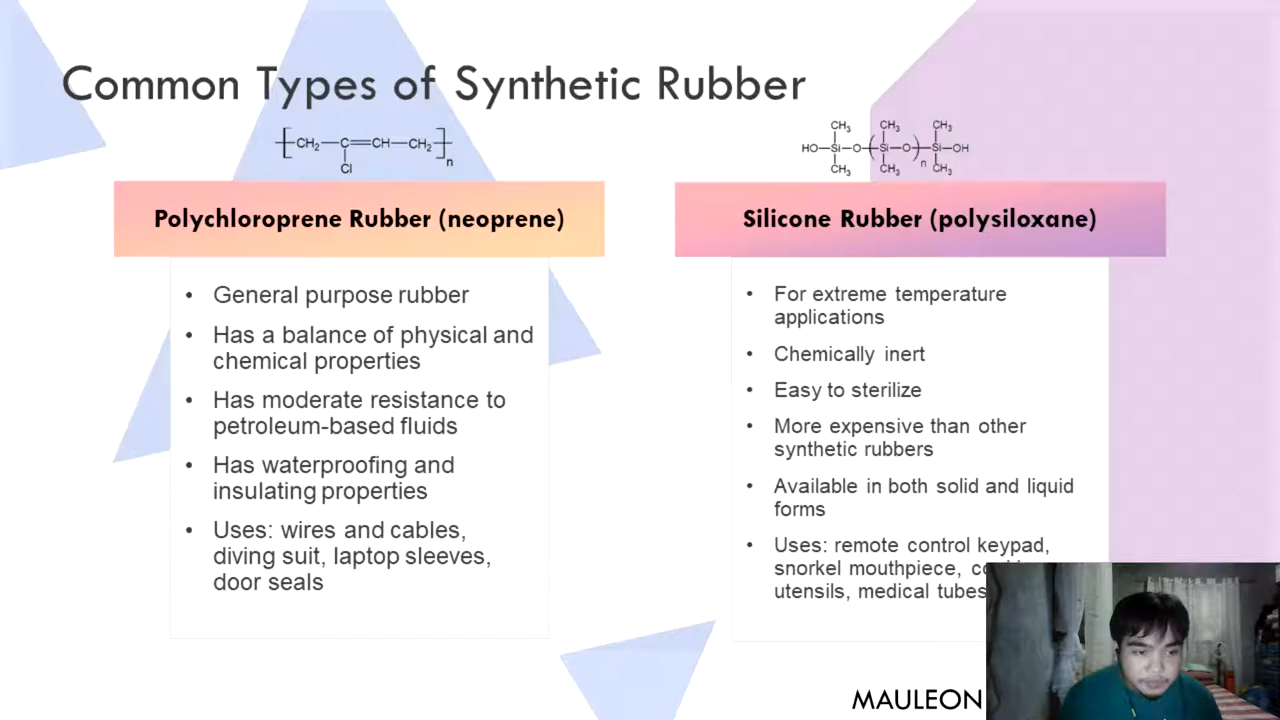 Common Types of Synthetic Rubber
CH₂—C═CH—CH₂
n
Cl
CH₃ CH₃ CH₃
HO—Si—O—(Si—O—)Si—OH
n
CH₃ CH₃ CH₃
Polychloroprene Rubber (neoprene)
• General purpose rubber
• Has a balance of physical and
chemical properties
• Has moderate resistance to
petroleum-based fluids
• Has waterproofing and
insulating properties
• Uses: wires and cables,
diving suit, laptop sleeves,
door seals
Silicone Rubber (polysiloxane)
• For extreme temperature
applications
• Chemically inert
• Easy to sterilize
• More expensive than other
synthetic rubbers
• Available in both solid and liquid
forms
• Uses: remote control keypad,
snorkel mouthpiece,
utensils, medical tubes
MAULEON